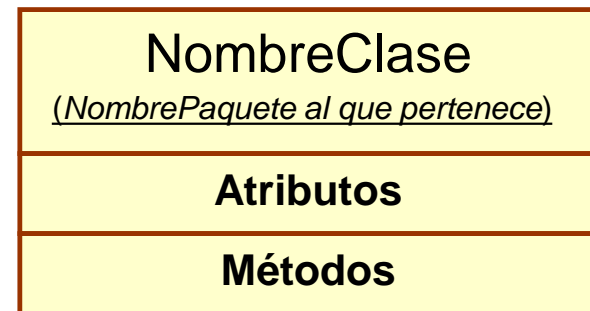 NombreClase
(NombrePaquete al que pertenece)
Atributos
Métodos